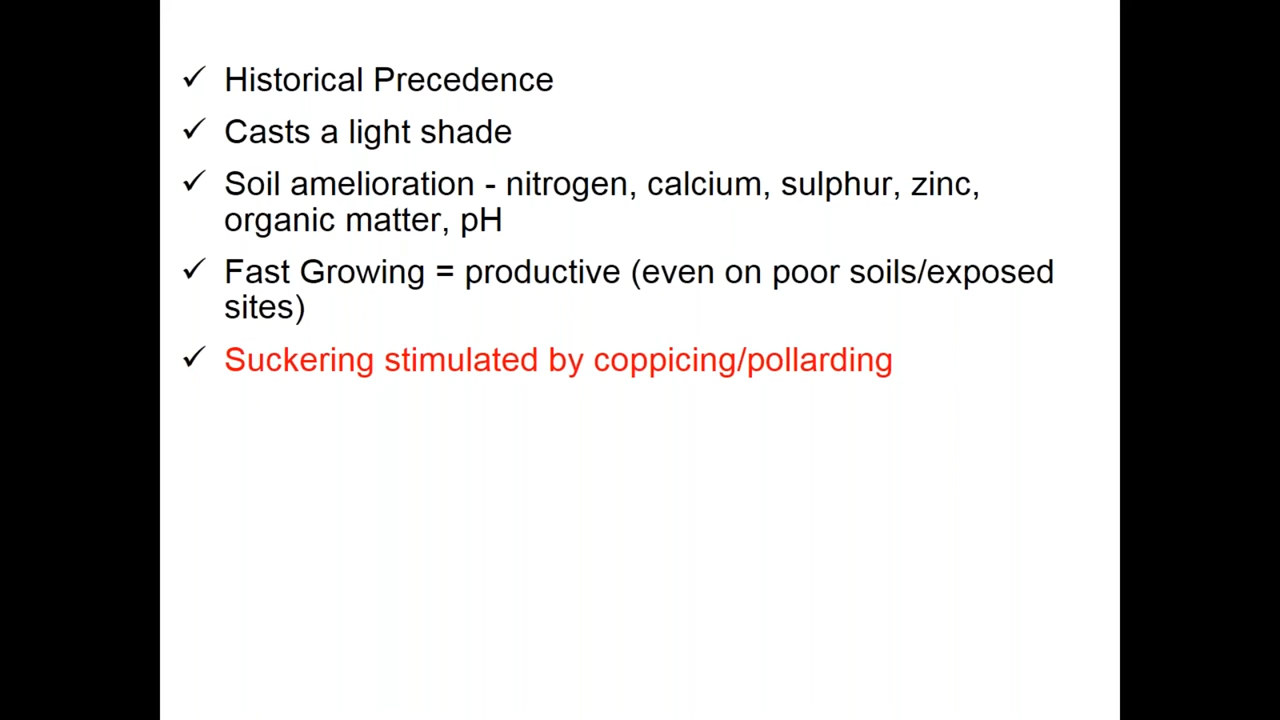 ✓ Historical Precedence
✓ Casts a light shade
✓ Soil amelioration - nitrogen, calcium, sulphur, zinc,
organic matter, pH
✓ Fast Growing = productive (even on poor soils/exposed
sites)
✓ Suckering stimulated by coppicing/pollarding